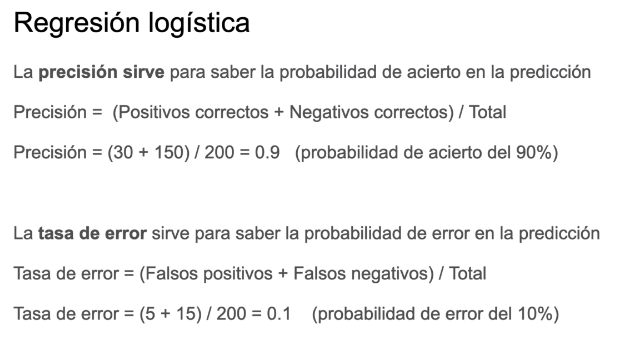 Regresión logística
La precisión sirve para saber la probabilidad de acierto en la predicción
Precisión = (Positivos correctos + Negativos correctos) / Total
Precisión = (30 + 150) / 200 = 0.9 (probabilidad de acierto del 90%)
La tasa de error sirve para saber la probabilidad de error en la predicción
Tasa de error = (Falsos positivos + Falsos negativos) / Total
Tasa de error = (5 + 15) / 200 = 0.1 (probabilidad de error del 10%)